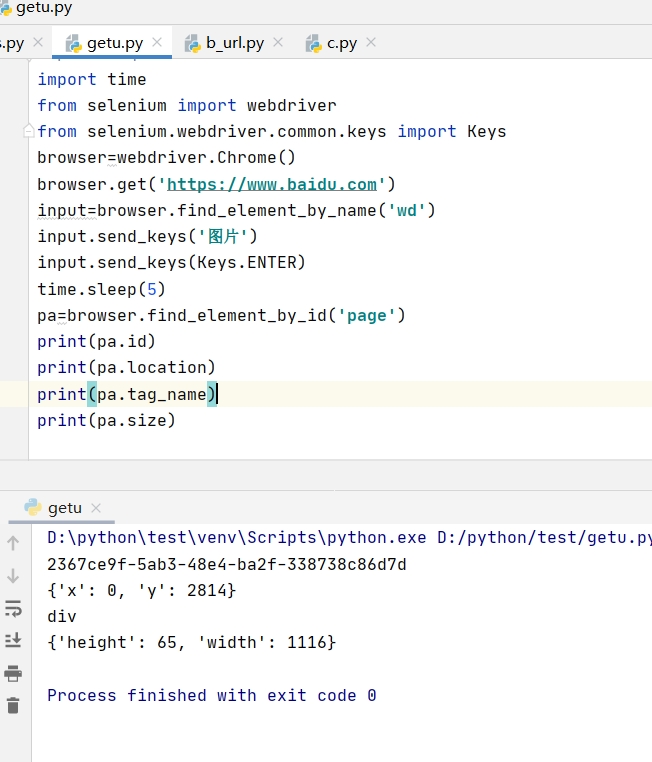 getu.py
s.py
getu.py
b_url.py
c.py
import time
from selenium import webdriver
from selenium.webdriver.common.keys import Keys
browser=webdriver.Chrome()
browser.get('https://www.baidu.com')
input=browser.find_element_by_name('wd')
input.send_keys('图片')
input.send_keys(Keys.ENTER)
time.sleep(5)
pa=browser.find_element_by_id('page')
print(pa.id)
print(pa.location)
print(pa.tag_name)
print(pa.size)
getu
D:\python\test\venv\Scripts\python.exe D:/python/test/getu.py
2367ce9f-5ab3-48e4-ba2f-338738c86d7d
{'x': 0, 'y': 2814}
div
{'height': 65, 'width': 1116}
Process finished with exit code 0